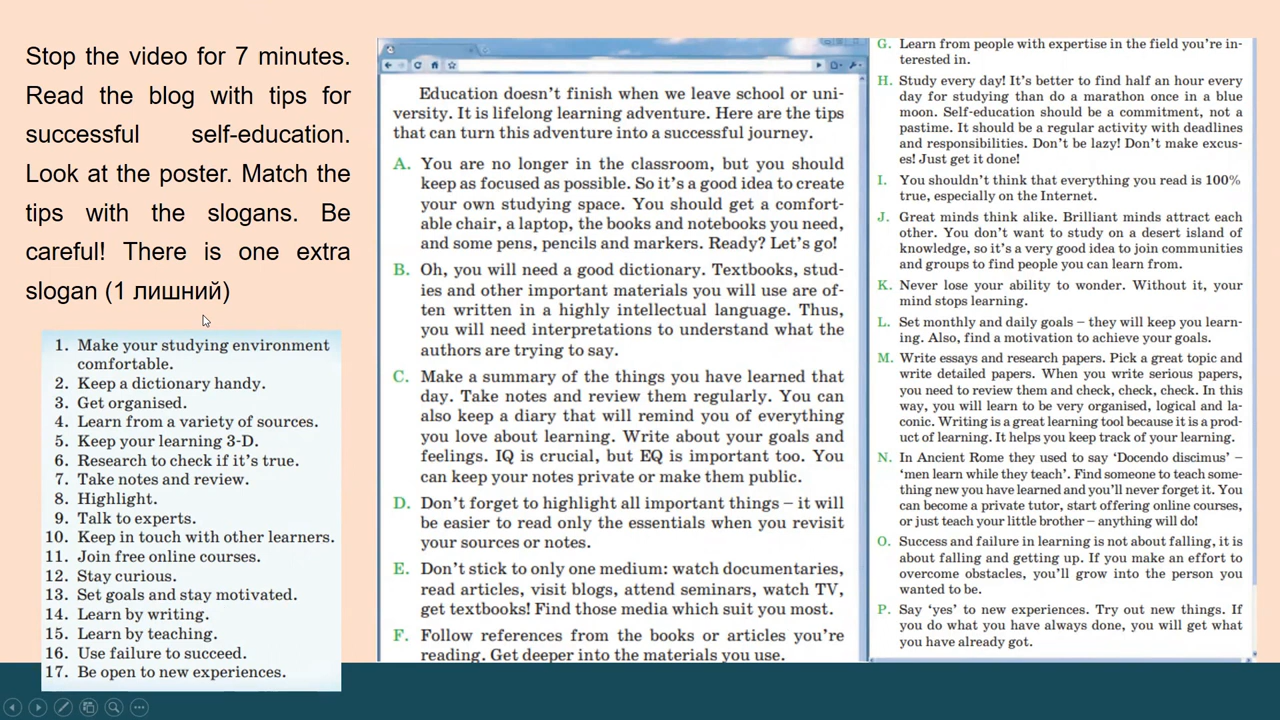 Stop the video for 7 minutes.
Read the blog with tips for
successful self-education.
Look at the poster. Match the
tips with the slogans. Be
careful! There is one extra
slogan (1 лишний)
1. Make your studying environment
comfortable.
2. Keep a dictionary handy.
3. Get organised.
4. Learn from a variety of sources.
5. Keep your learning 3-D.
6. Research to check if it's true.
7. Take notes and review.
8. Highlight.
9. Talk to experts.
10. Keep in touch with other learners.
11. Join free online courses.
12. Stay curious.
13. Set goals and stay motivated.
14. Learn by writing.
15. Learn by teaching.
16. Use failure to succeed.
17. Be open to new experiences.
Education doesn't finish when we leave school or uni-
versity. It is lifelong learning adventure. Here are the tips
that can turn this adventure into a successful journey.
A. You are no longer in the classroom, but you should
keep as focused as possible. So it's a good idea to create
your own studying space. You should get a comfort-
able chair, a laptop, the books and notebooks you need,
and some pens, pencils and markers. Ready? Let's go!
B. Oh, you will need a good dictionary. Textbooks, stud-
ies and other important materials you will use are of-
ten written in a highly intellectual language. Thus,
you will need interpretations to understand what the
authors are trying to say.
C. Make a summary of the things you have learned that
day. Take notes and review them regularly. You can
also keep a diary that will remind you of everything
you love about learning. Write about your goals and
feelings. IQ is crucial, but EQ is important too. You
can keep your notes private or make them public.
D. Don't forget to highlight all important things – it will
be easier to read only the essentials when you revisit
your sources or notes.
E. Don't stick to only one medium: watch documentaries,
read articles, visit blogs, attend seminars, watch TV,
get textbooks! Find those media which suit you most.
F. Follow references from the books or articles you're
reading. Get deeper into the materials you use.
G. Learn from people with expertise in the field you're in-
terested in.
H. Study every day! It's better to find half an hour every
day for studying than do a marathon once in a blue
moon. Self-education should be a commitment, not a
pastime. It should be a regular activity with deadlines
and responsibilities. Don't be lazy! Don't make excus-
es! Just get it done!
I. You shouldn't think that everything you read is 100%
true, especially on the Internet.
J. Great minds think alike. Brilliant minds attract each
other. You don't want to study on a desert island of
knowledge, so it's a very good idea to join communities
and groups to find people you can learn from.
K. Never lose your ability to wonder. Without it, your
mind stops learning.
L. Set monthly and daily goals – they will keep you learn-
ing. Also, find a motivation to achieve your goals.
M. Write essays and research papers. Pick a great topic and
write detailed papers. When you write serious papers,
you need to review them and check, check, check. In this
way, you will learn to be very organised, logical and la-
conic. Writing is a great learning tool because it is a prod-
uct of learning. It helps you keep track of your learning.
N. In Ancient Rome they used to say 'Docendo discimus' –
'men learn while they teach'. Find someone to teach some-
thing new you have learned and you'll never forget it. You
can become a private tutor, start offering online courses,
or just teach your little brother – anything will do!
O. Success and failure in learning is not about falling, it is
about falling and getting up. If you make an effort to
overcome obstacles, you'll grow into the person you
wanted to be.
P. Say 'yes' to new experiences. Try out new things. If
you do what you have always done, you will get what
you have already got.